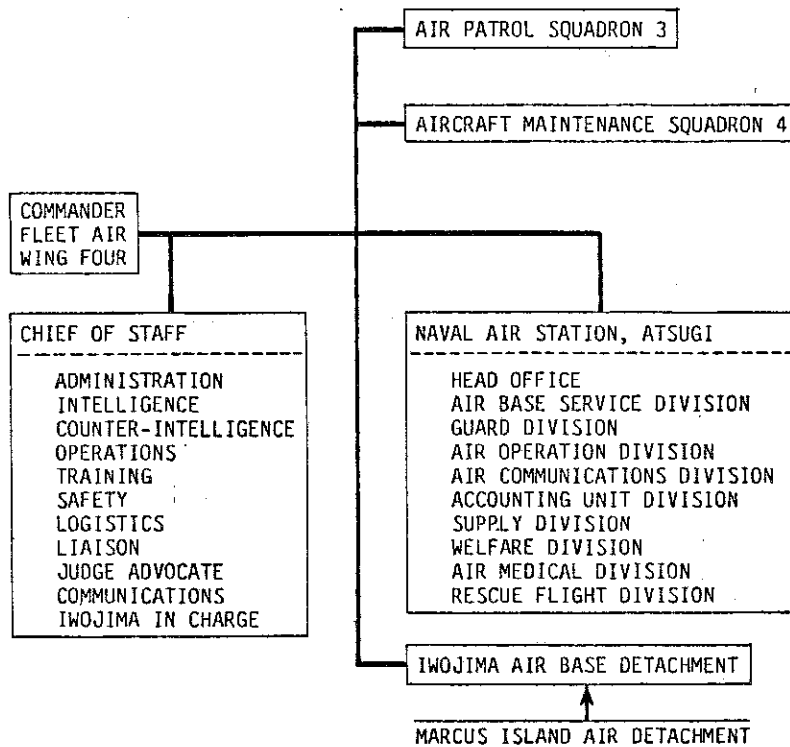 AIR PATROL SQUADRON 3
AIRCRAFT MAINTENANCE SQUADRON 4
COMMANDER
FLEET AIR
WING FOUR
CHIEF OF STAFF
ADMINISTRATION
INTELLIGENCE
COUNTER-INTELLIGENCE
OPERATIONS
TRAINING
SAFETY
LOGISTICS
LIAISON
JUDGE ADVOCATE
COMMUNICATIONS
IWOJIMA IN CHARGE
NAVAL AIR STATION, ATSUGI
HEAD OFFICE
AIR BASE SERVICE DIVISION
GUARD DIVISION
AIR OPERATION DIVISION
AIR COMMUNICATIONS DIVISION
ACCOUNTING UNIT DIVISION
SUPPLY DIVISION
WELFARE DIVISION
AIR MEDICAL DIVISION
RESCUE FLIGHT DIVISION
IWOJIMA AIR BASE DETACHMENT
MARCUS ISLAND AIR DETACHMENT